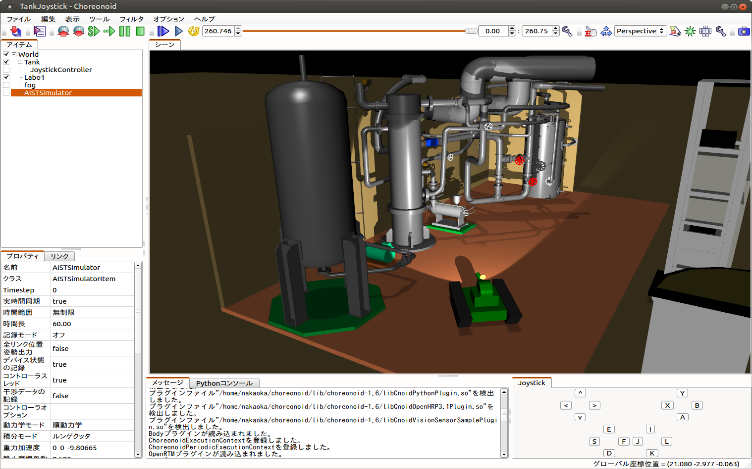 TankJoystick - Choreonoid
ファイル 編集 表示 ツール フィルタ オプション ヘルプ
260.746 0.00 : 260.75 Perspective
アイテム
シーン
World
Tank
JoystickController
Labo1
fog
AISTSimulator
プロパティ リンク
名前 AISTSimulator
クラス AISTSimulatorItem
Timestep 0
実時間同期 true
時間範囲 無制限
時間長 60.00
記録モード オフ
全リンク位置姿勢出力 false
デバイス状態の記録 true
コントローラスレッド true
干渉データの記録 false
コントローラオプション
動力学モード 順動力学
積分モード ルンゲクッタ
重力加速度 0 0 -9.80665
メッセージ Pythonコンソール
プラグインファイル"/home/nakaoka/choreonoid/lib/choreonoid-1.6/libCnoidPythonPlugin.so"を検出
しました。
プラグインファイル"/home/nakaoka/choreonoid/lib/choreonoid-1.6/libCnoidOpenHRP3.1Plugin.so"を
検出しました。
プラグインファイル"/home/nakaoka/choreonoid/lib/choreonoid-1.6/libCnoidVisionSensorSamplePlug
in.so"を検出しました。
Bodyプラグインが読み込まれました。
ChoreonoidExecutionContextを登録しました。
ChoreonoidPeriodicExecutionContextを登録しました。
OpenRTMプラグインが読み込まれました。
Joystick
^ Y
< > X B
v A
E I
S F J L
D K
グローバル座標位置 = (21.080 -2.977 -0.063)